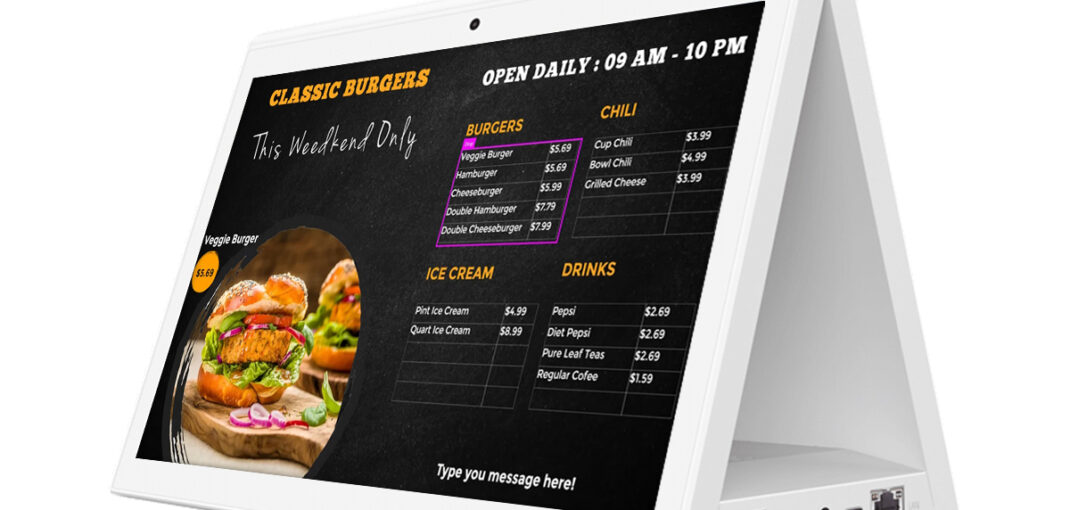 CLASSIC BURGERS
OPEN DAILY : 09 AM - 10 PM
This Weedkend Only
BURGERS
Veggie Burger $5.69
Hamburger $5.69
Cheeseburger $5.99
Double Hamburger $7.79
Double Cheeseburger $7.99
CHILI
Cup Chili $3.99
Bowl Chili $4.99
Grilled Cheese $3.99
Veggie Burger
$5.69
ICE CREAM
Pint Ice Cream $4.99
Quart Ice Cream $8.99
DRINKS
Pepsi $2.69
Diet Pepsi $2.69
Pure Leaf Teas $2.69
Regular Cofee $1.59
Type you message here!